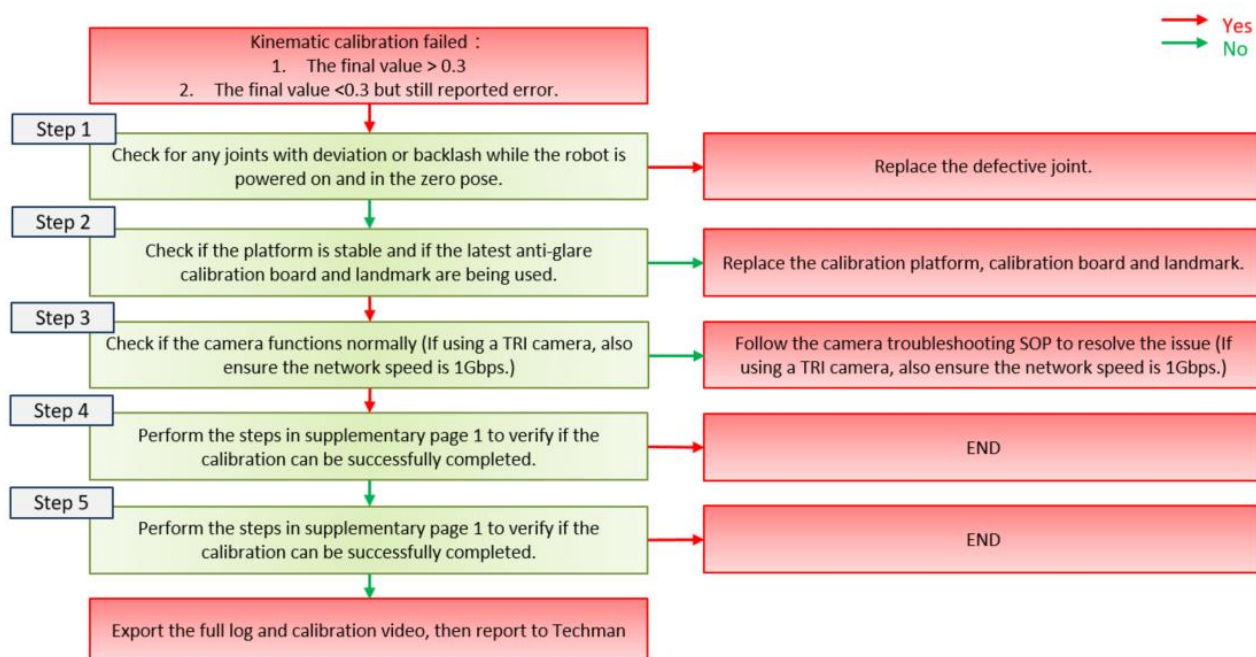 Yes
No
Kinematic calibration failed：
1. The final value > 0.3
2. The final value <0.3 but still reported error.
Step 1
Check for any joints with deviation or backlash while the robot is
powered on and in the zero pose.
Replace the defective joint.
Step 2
Check if the platform is stable and if the latest anti-glare
calibration board and landmark are being used.
Replace the calibration platform, calibration board and landmark.
Step 3
Check if the camera functions normally (If using a TRI camera, also
ensure the network speed is 1Gbps.)
Follow the camera troubleshooting SOP to resolve the issue (If
using a TRI camera, also ensure the network speed is 1Gbps.)
Step 4
Perform the steps in supplementary page 1 to verify if the
calibration can be successfully completed.
END
Step 5
Perform the steps in supplementary page 1 to verify if the
calibration can be successfully completed.
END
Export the full log and calibration video, then report to Techman